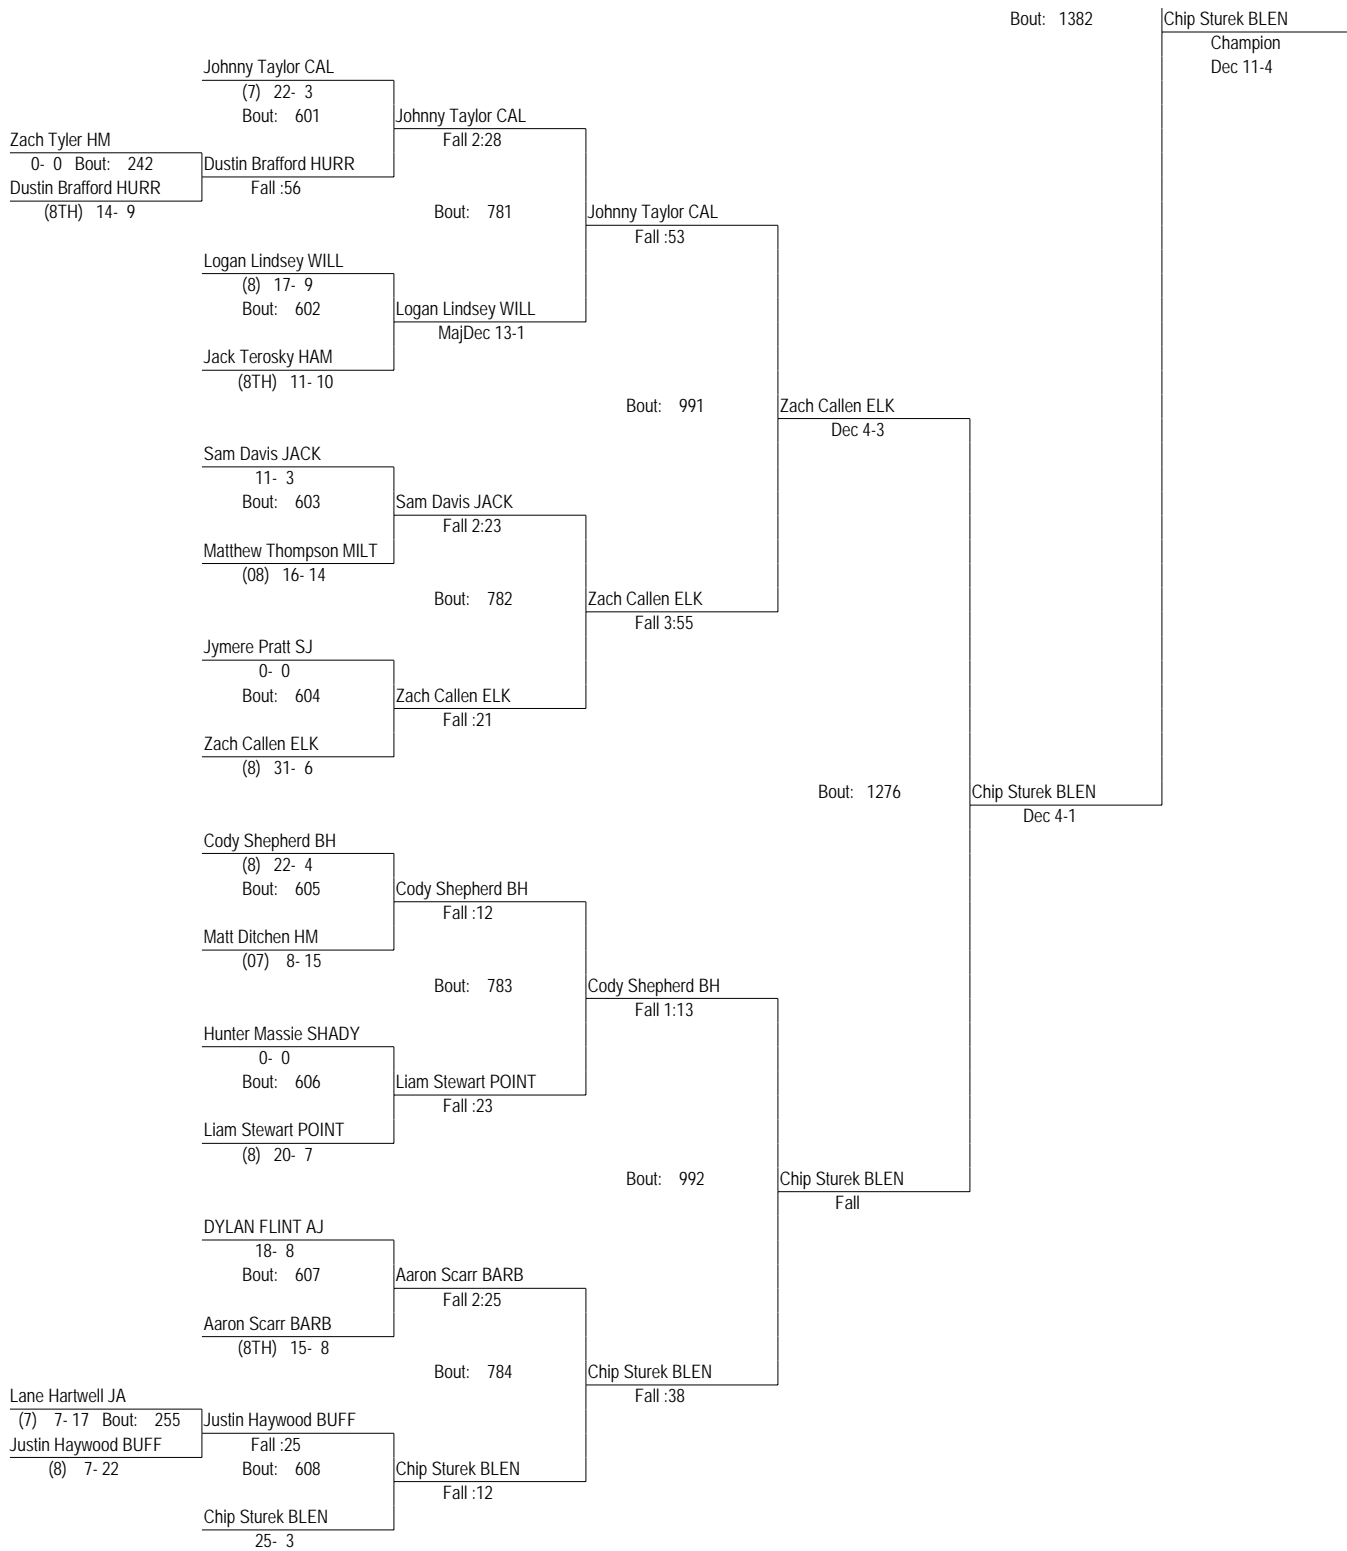 Bout: 1382 Chip Sturek BLEN
Champion
Dec 11-4
Johnny Taylor CAL
(7) 22- 3
Bout: 601
Johnny Taylor CAL
Fall 2:28
Zach Tyler HM
0- 0 Bout: 242
Dustin Brafford HURR
(8TH) 14- 9
Dustin Brafford HURR
Fall :56
Bout: 781
Johnny Taylor CAL
Fall :53
Logan Lindsey WILL
(8) 17- 9
Bout: 602
Logan Lindsey WILL
MajDec 13-1
Jack Terosky HAM
(8TH) 11- 10
Bout: 991
Zach Callen ELK
Dec 4-3
Sam Davis JACK
11- 3
Bout: 603
Sam Davis JACK
Fall 2:23
Matthew Thompson MILT
(08) 16- 14
Bout: 782
Zach Callen ELK
Fall 3:55
Jymere Pratt SJ
0- 0
Bout: 604
Zach Callen ELK
Fall :21
Zach Callen ELK
(8) 31- 6
Bout: 1276
Chip Sturek BLEN
Dec 4-1
Cody Shepherd BH
(8) 22- 4
Bout: 605
Cody Shepherd BH
Fall :12
Matt Ditchen HM
(07) 8- 15
Bout: 783
Cody Shepherd BH
Fall 1:13
Hunter Massie SHADY
0- 0
Bout: 606
Liam Stewart POINT
Fall :23
Liam Stewart POINT
(8) 20- 7
Bout: 992
Chip Sturek BLEN
Fall
DYLAN FLINT AJ
18- 8
Bout: 607
Aaron Scarr BARB
Fall 2:25
Aaron Scarr BARB
(8TH) 15- 8
Bout: 784
Chip Sturek BLEN
Fall :38
Lane Hartwell JA
(7) 7- 17 Bout: 255
Justin Haywood BUFF
(8) 7- 22
Justin Haywood BUFF
Fall :25
Bout: 608
Chip Sturek BLEN
Fall :12
Chip Sturek BLEN
25- 3